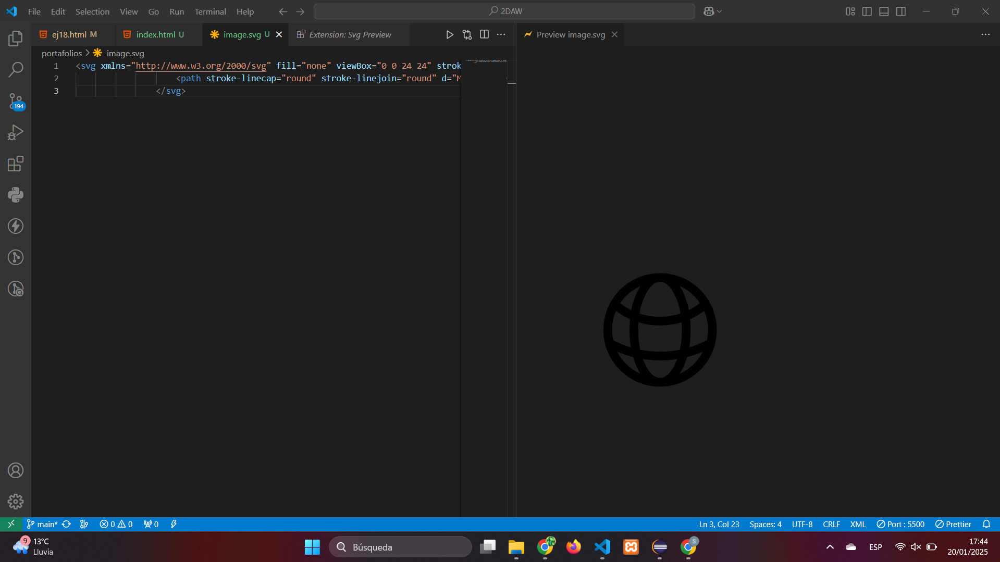 File Edit Selection View Go Run Terminal Help
2DAW
ej18.html M
index.html U
image.svg U
Extension: Svg Preview
Preview image.svg
portafolios > image.svg
1 <svg xmlns="http://www.w3.org/2000/svg" fill="none" viewBox="0 0 24 24" strok
2 <path stroke-linecap="round" stroke-linejoin="round" d="M
3 </svg>
194
main*
0 0
0
Ln 3, Col 23
Spaces: 4
UTF-8
CRLF
XML
Port : 5500
Prettier
9
13°C
Lluvia
Búsqueda
S
ESP
17:44
20/01/2025